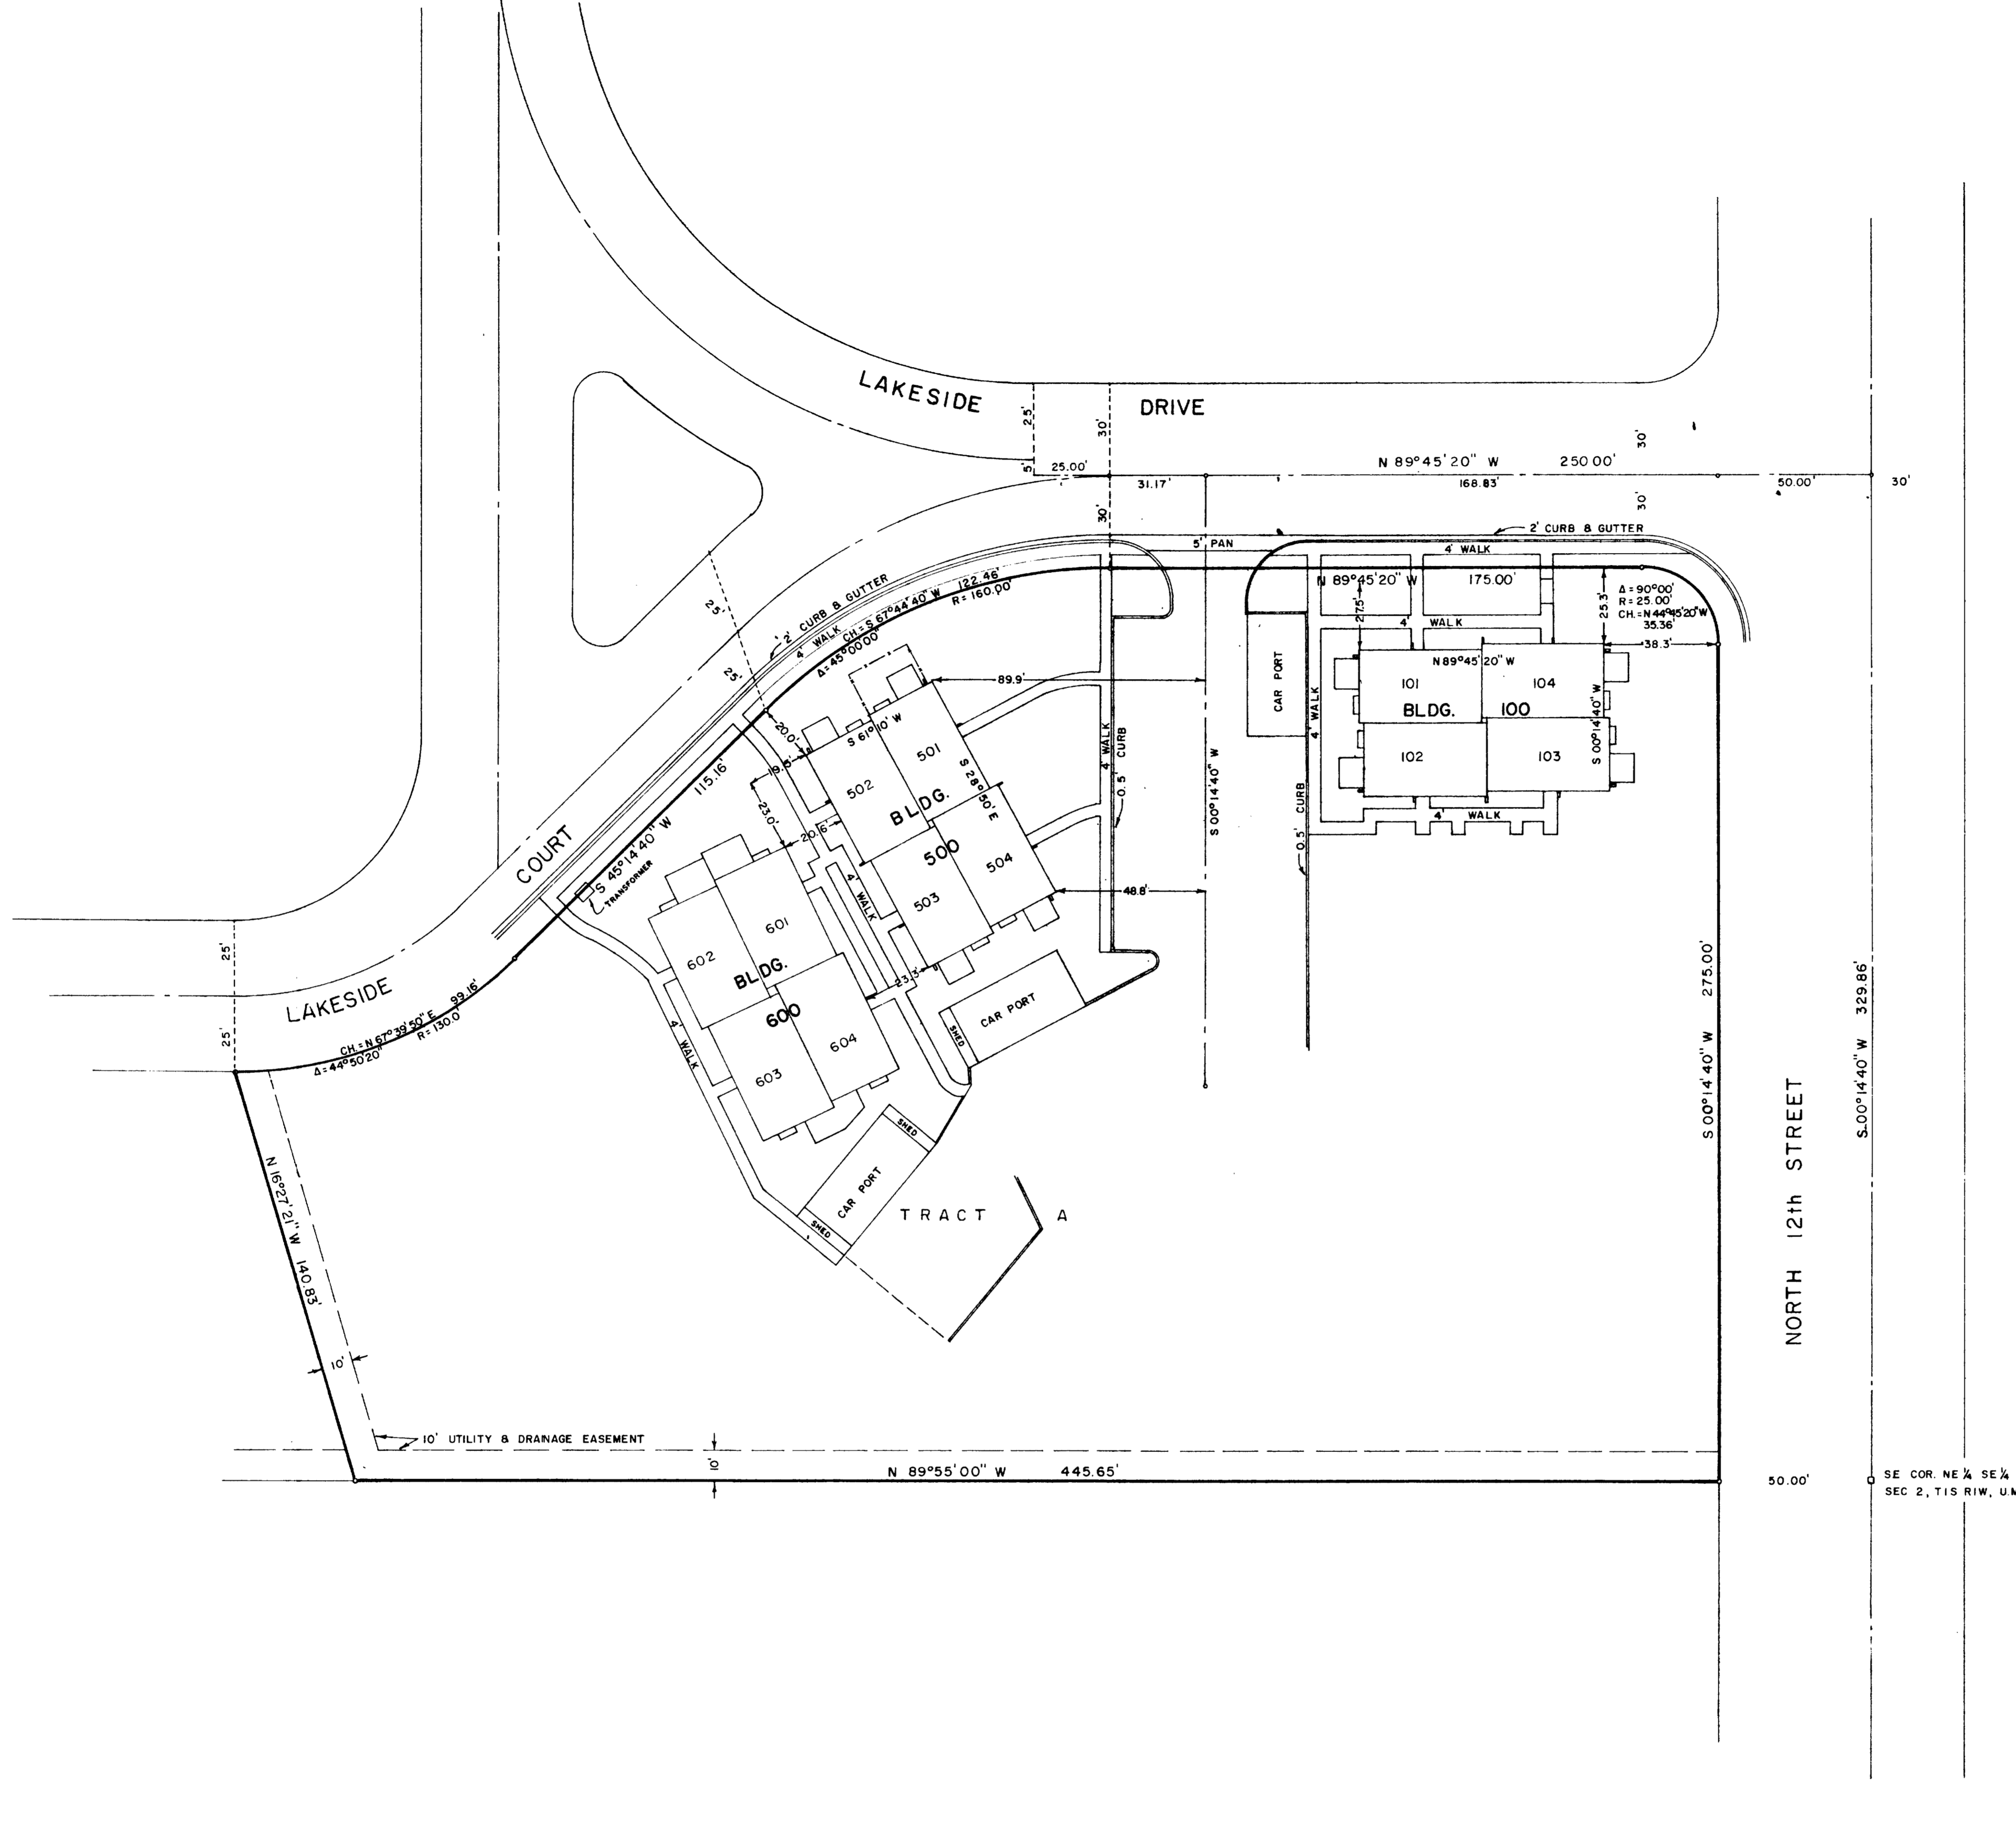 LAKESIDE
DRIVE
25'
30'
5'
25.00'
N 89°45'20" W
250.00'
30'
31.17'
168.83'
50.00'
30'
30'
30'
2' CURB & GUTTER
5' PAN
4' WALK
N 89°45'20" W
175.00'
Δ=90°00'
R=25.00'
CH.=N 44°45'20"W
35.36'
27.5'
25.3'
38.3'
4' WALK
25'
25'
2' CURB & GUTTER
4' WALK
CH.= S 67°44'40" W 122.46'
Δ=45°00'00"
R=160.00'
CAR PORT
4' WALK
0.5' CURB
N 89°45'20" W
101
104
BLDG. 100
S 00°14'40" W
102
103
4' WALK
89.9'
S 61°10' W
501
502
S 28°50' E
BLDG.
500
503
504
48.8'
4' WALK
0.5' CURB
S 00°14'40" W
20.0'
19.5'
23.0'
20.6'
115.16'
S 45°14'40" W
TRANSFORMER
COURT
LAKESIDE
25'
25'
CH.= N 67°39'50" E 99.16'
Δ=44°50'20"
R=130.0'
601
602
BLDG.
600
603
604
4' WALK
4' WALK
23.3'
SHED
CAR PORT
SHED
CAR PORT
SHED
TRACT A
N 16°27'21" W 140.83'
10'
10' UTILITY & DRAINAGE EASEMENT
10'
N 89°55'00" W 445.65'
S 00°14'40" W 275.00'
NORTH 12th STREET
S 00°14'40" W 329.86'
50.00'
SE COR. NE ¼ SE ¼
SEC 2, T1S R1W, U.M